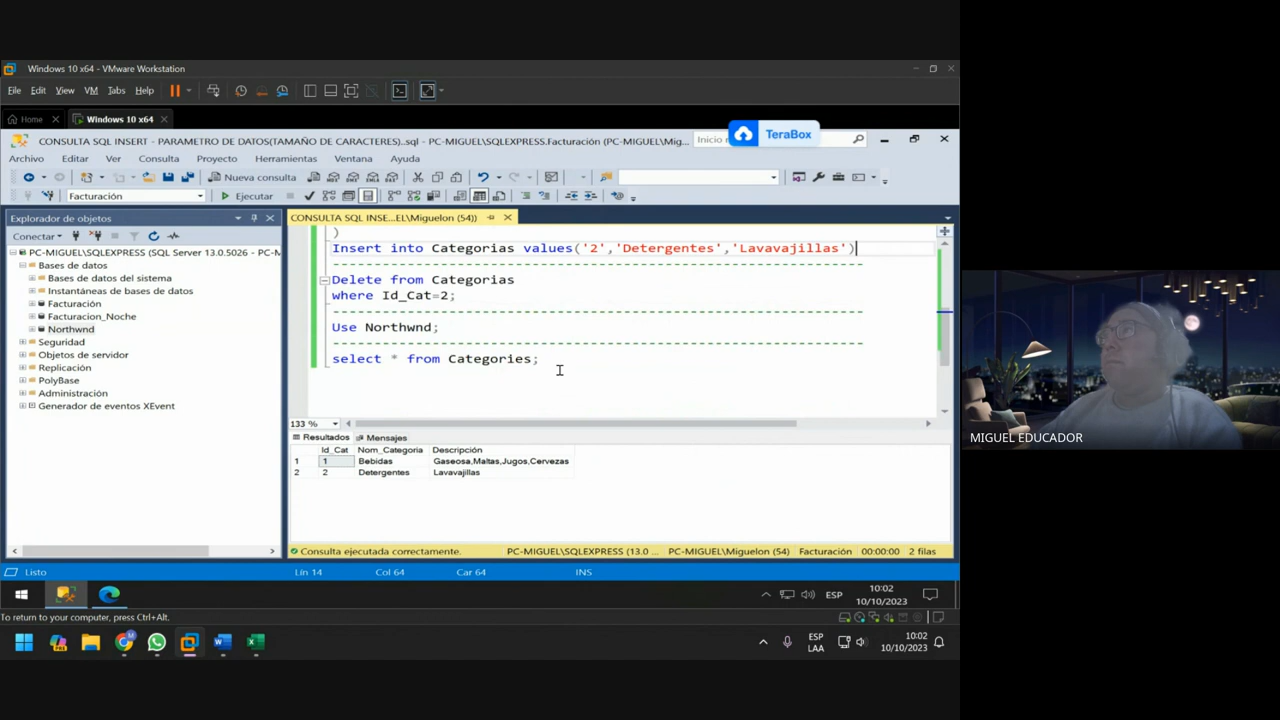 Windows 10 x64 - VMware Workstation
File Edit View VM Tabs Help
Home Windows 10 x64
CONSULTA SQL INSERT - PARAMETRO DE DATOS(TAMAÑO DE CARACTERES)..sql - PC-MIGUEL\SQLEXPRESS.Facturación (PC-MIGUEL\Mig...
Inicio
TeraBox
Archivo Editar Ver Consulta Proyecto Herramientas Ventana Ayuda
Nueva consulta
Facturación
Ejecutar
Explorador de objetos
CONSULTA SQL INSE...EL\Miguelon (54))
Conectar
PC-MIGUEL\SQLEXPRESS (SQL Server 13.0.5026 - PC-M
Bases de datos
Bases de datos del sistema
Instantáneas de bases de datos
Facturación
Facturacion_Noche
Northwnd
Seguridad
Objetos de servidor
Replicación
PolyBase
Administración
Generador de eventos XEvent
)
Insert into Categorias values('2','Detergentes','Lavavajillas')
----------------------------------------------------------------
Delete from Categorias
where Id_Cat=2;
----------------------------------------------------------------
Use Northwnd;
----------------------------------------------------------------
select * from Categories;
133 %
Resultados Mensajes
Id_Cat Nom_Categoria Descripción
1 1 Bebidas Gaseosa,Maltas,Jugos,Cervezas
2 2 Detergentes Lavavajillas
Consulta ejecutada correctamente. PC-MIGUEL\SQLEXPRESS (13.0 ... PC-MIGUEL\Miguelon (54) Facturación 00:00:00 2 filas
Listo Lín 14 Col 64 Car 64 INS
ESP
10:02
10/10/2023
To return to your computer, press Ctrl+Alt.
ESP
LAA
10:02
10/10/2023
MIGUEL EDUCADOR